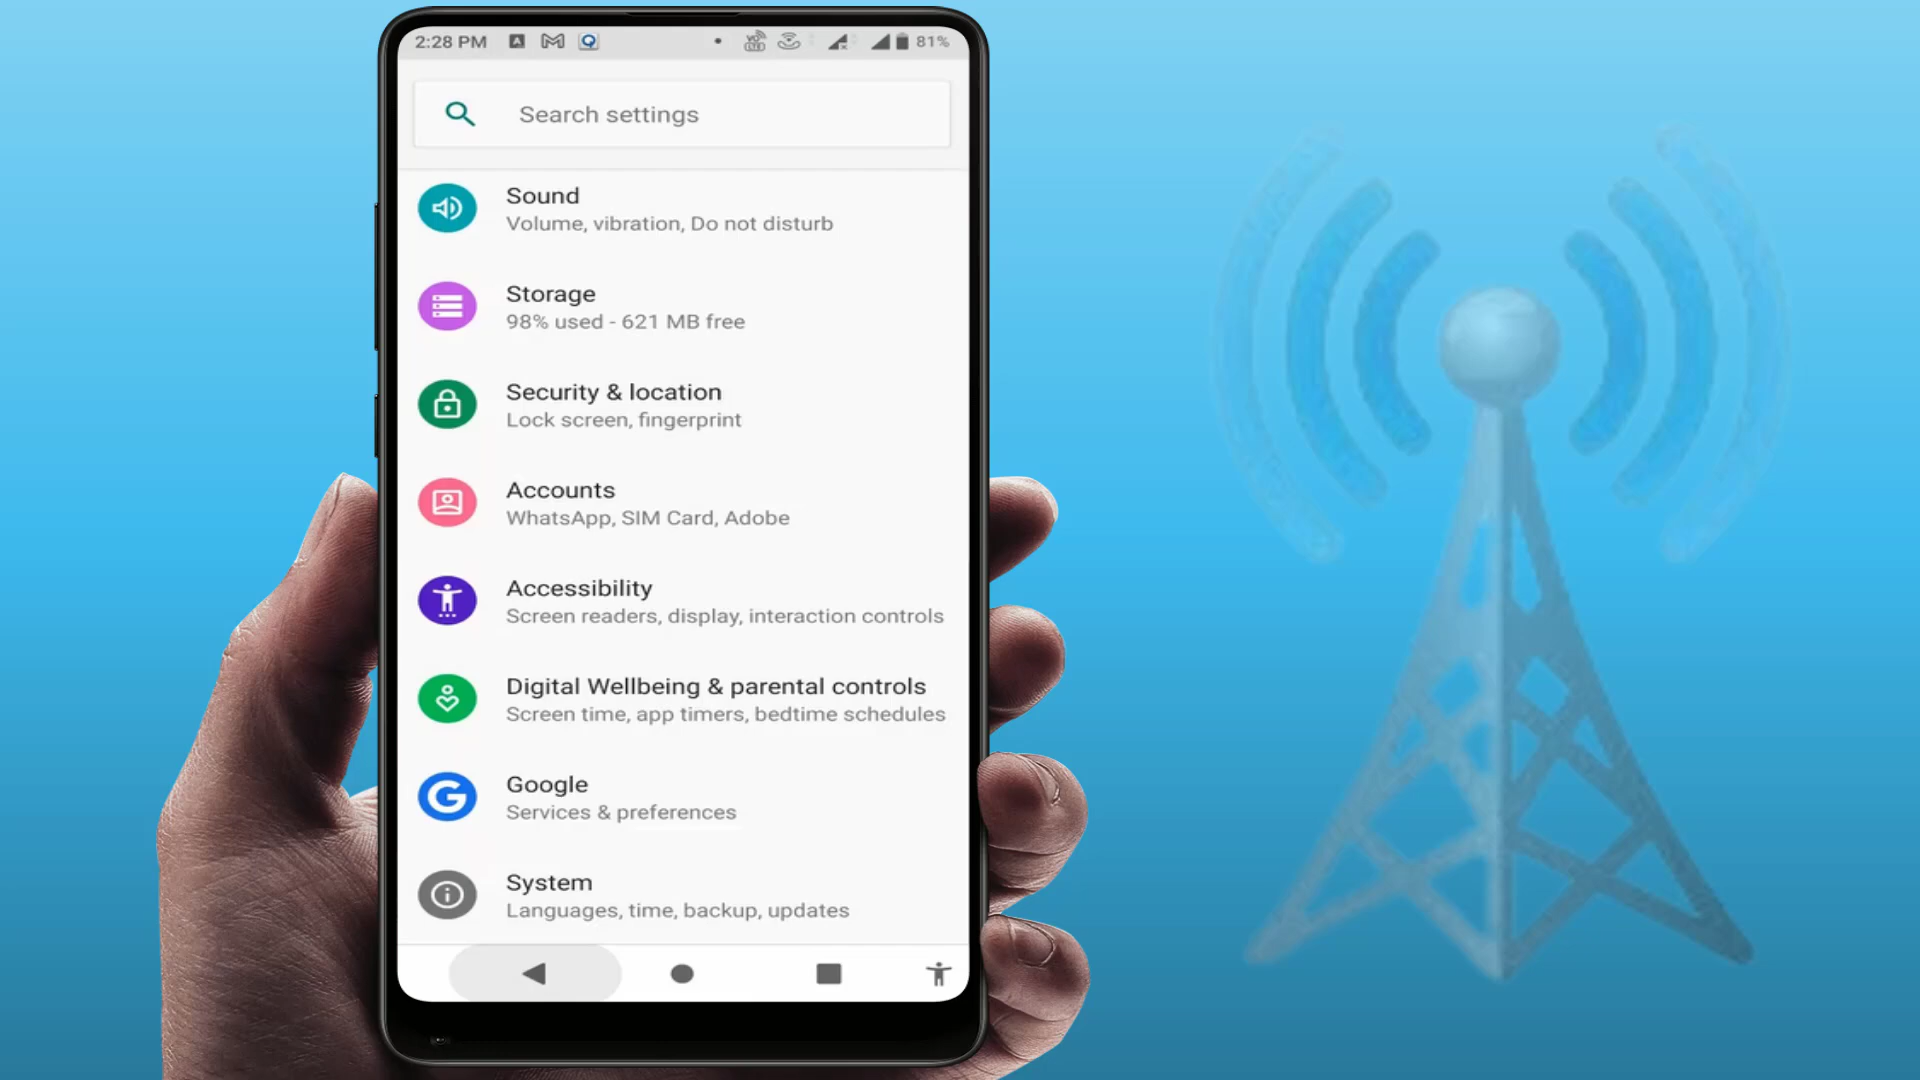 2:28 PM
81%
Search settings
Sound
Volume, vibration, Do not disturb
Storage
98% used - 621 MB free
Security & location
Lock screen, fingerprint
Accounts
WhatsApp, SIM Card, Adobe
Accessibility
Screen readers, display, interaction controls
Digital Wellbeing & parental controls
Screen time, app timers, bedtime schedules
Google
Services & preferences
System
Languages, time, backup, updates